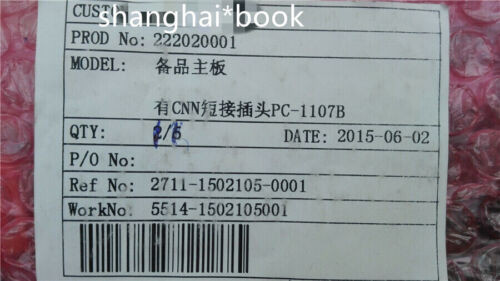 shanghai*book
PROD No: 222020001
MODEL: 备品主板
有CNN短接插头PC-1107B
QTY: /6 DATE: 2015-06-02
P/O No:
Ref No: 2711-1502105-0001
WorkNo: 5514-1502105001